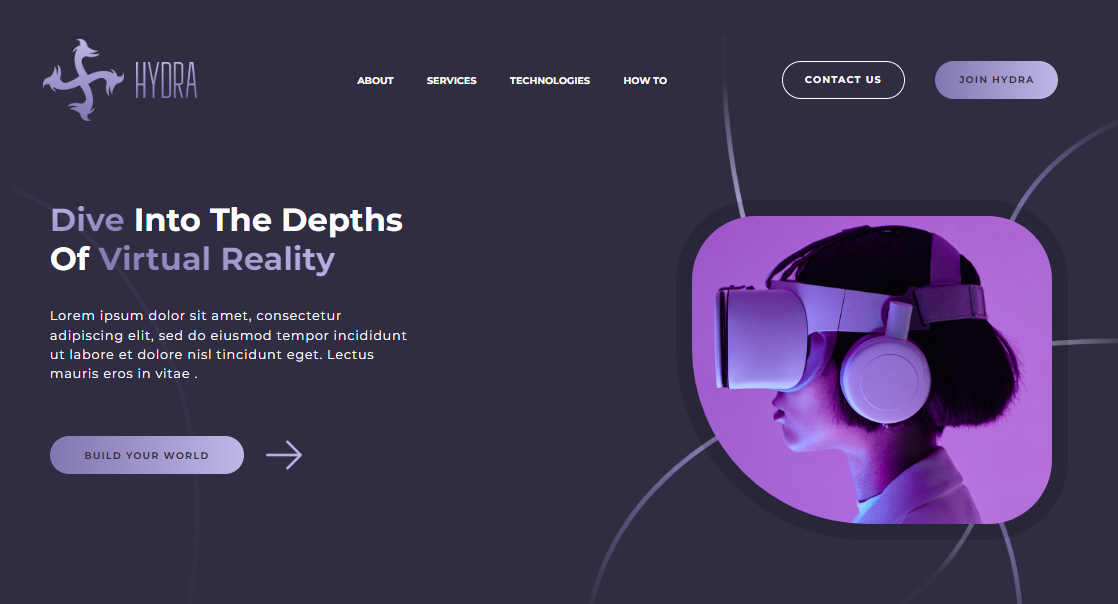 HYDRA
ABOUT SERVICES TECHNOLOGIES HOW TO
CONTACT US
JOIN HYDRA
Dive Into The Depths
Of Virtual Reality
Lorem ipsum dolor sit amet, consectetur
adipiscing elit, sed do eiusmod tempor incididunt
ut labore et dolore nisl tincidunt eget. Lectus
mauris eros in vitae .
BUILD YOUR WORLD